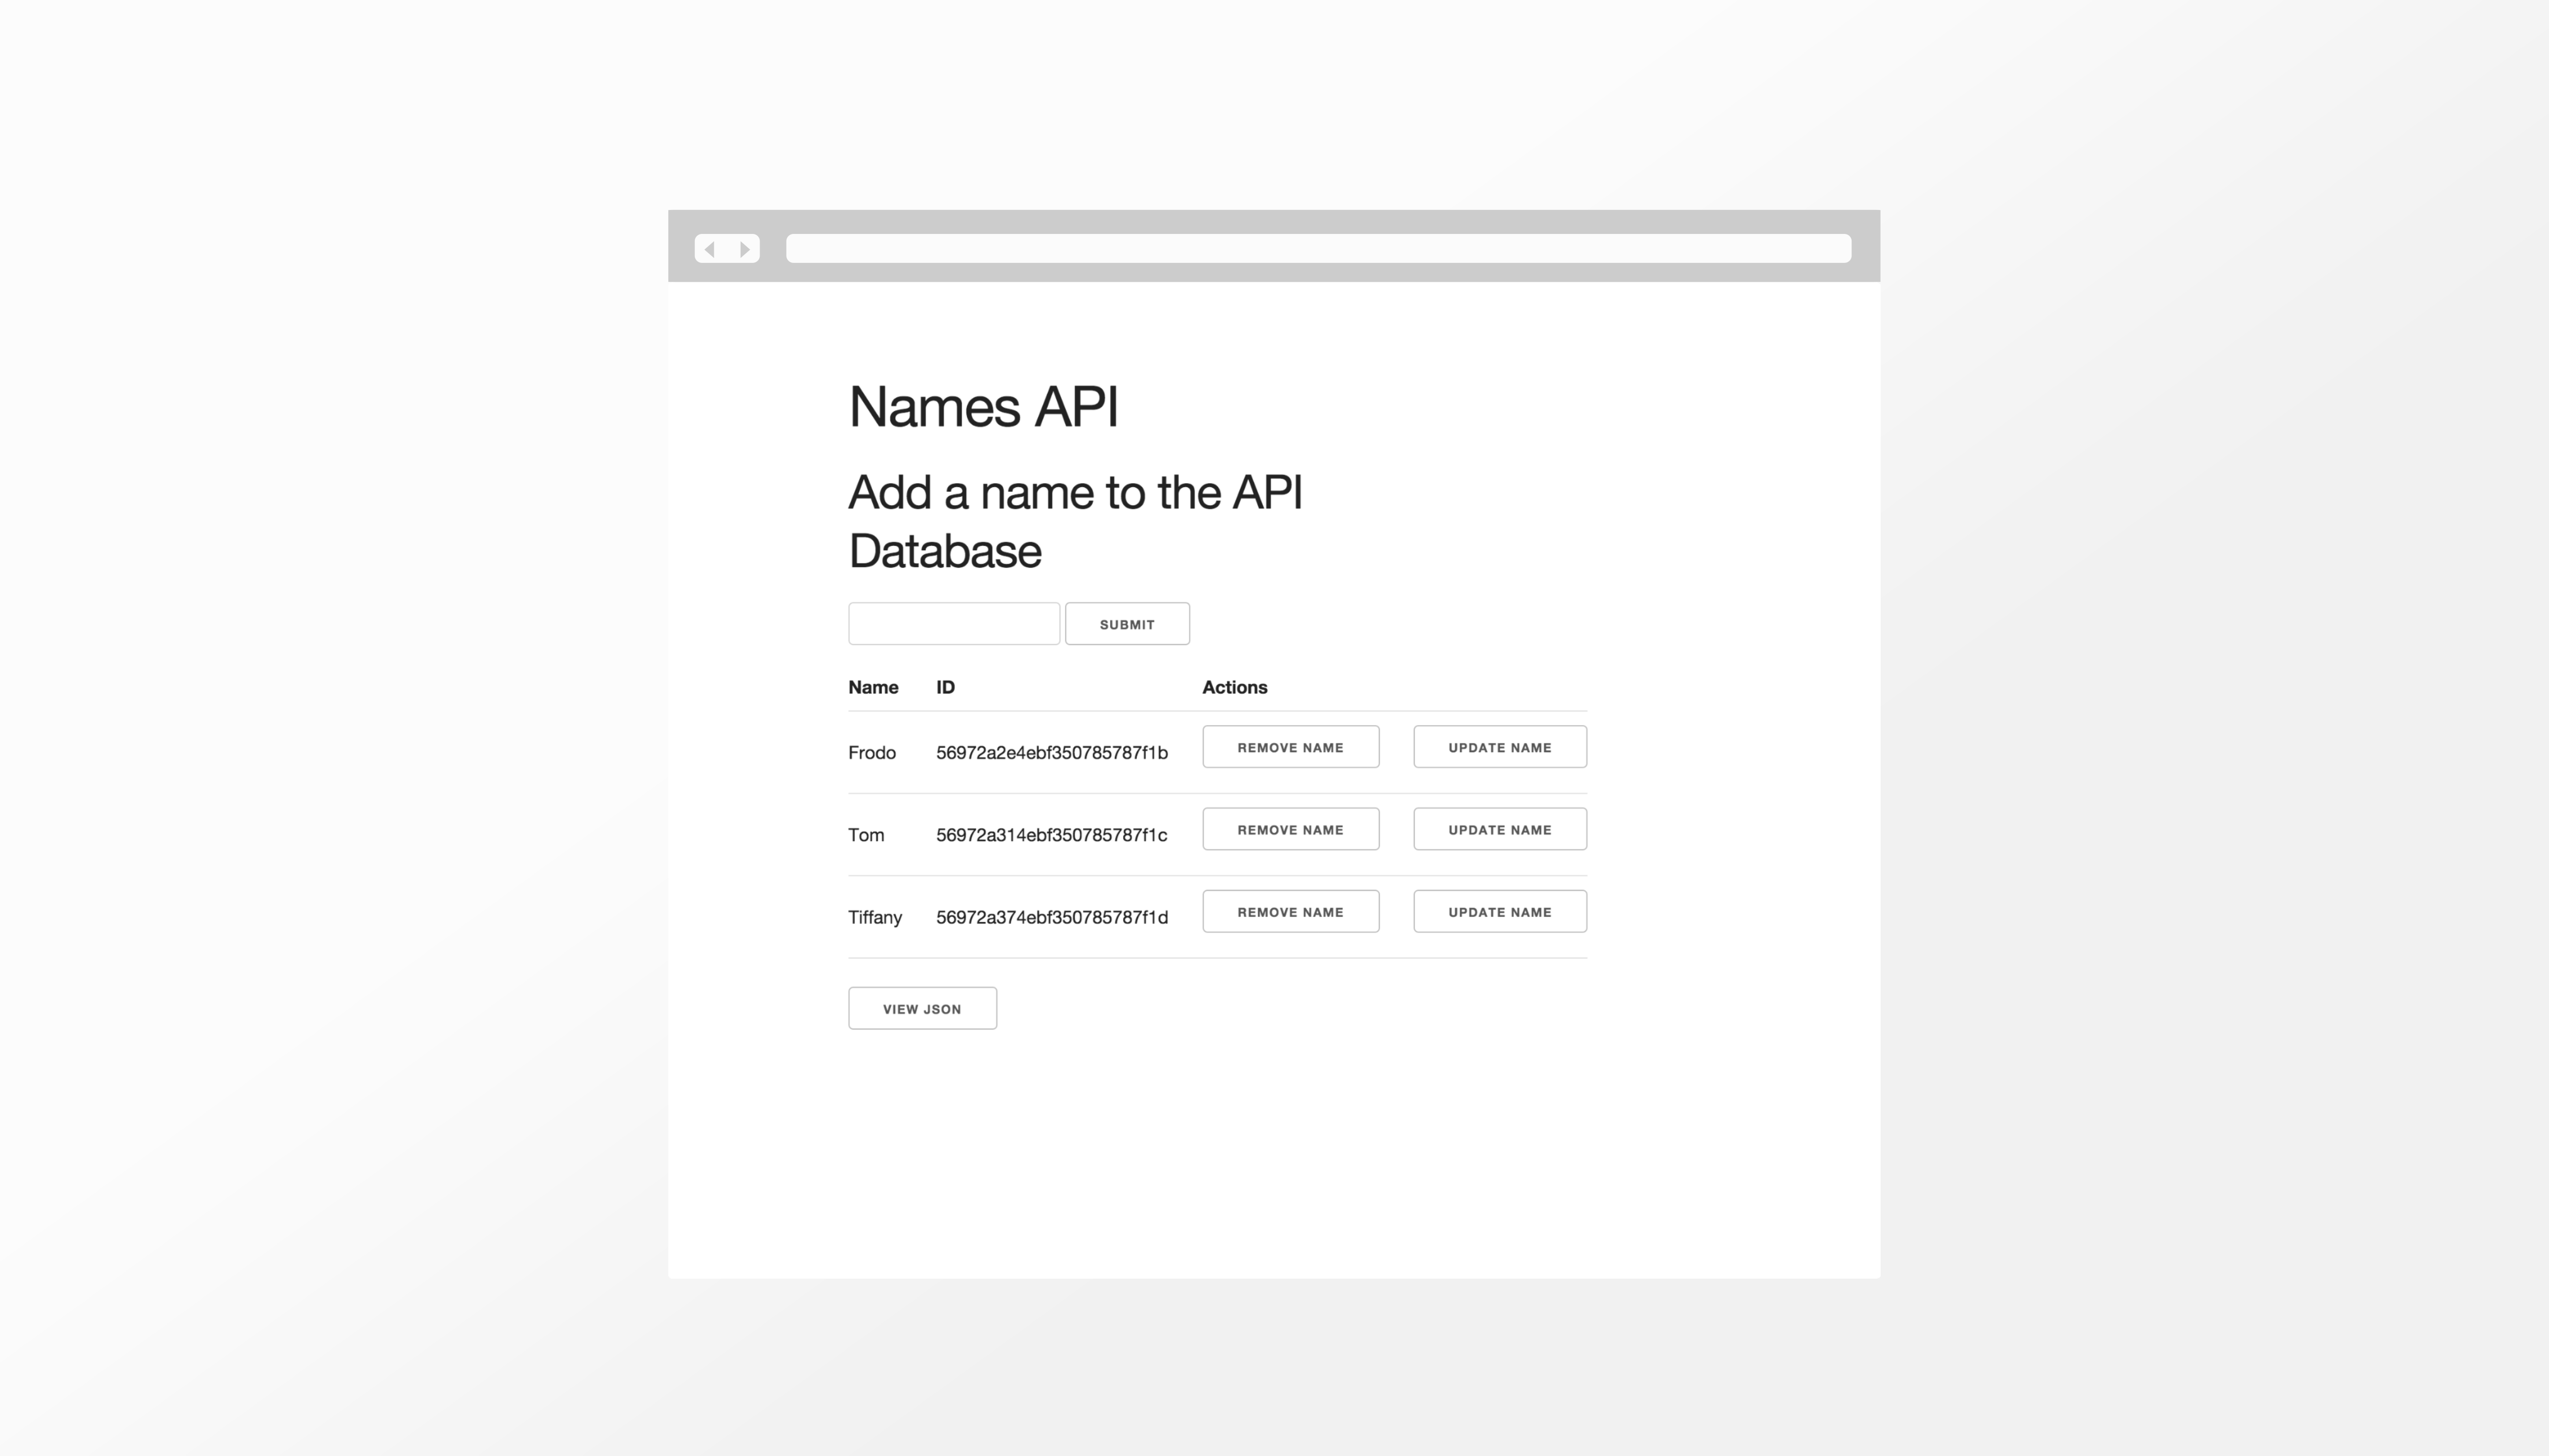 Names API
Add a name to the API
Database
SUBMIT
Name ID Actions
Frodo 56972a2e4ebf350785787f1b REMOVE NAME UPDATE NAME
Tom 56972a314ebf350785787f1c REMOVE NAME UPDATE NAME
Tiffany 56972a374ebf350785787f1d REMOVE NAME UPDATE NAME
VIEW JSON